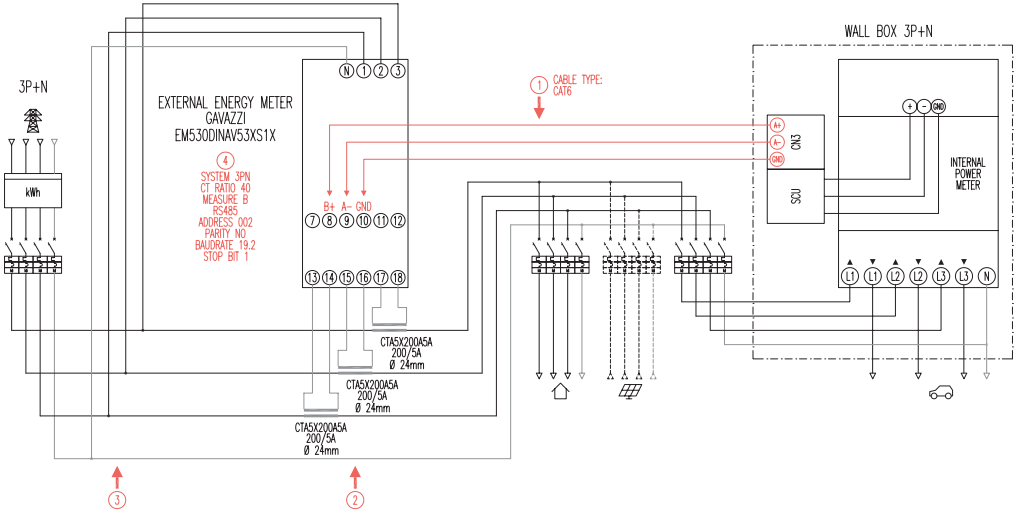 3P+N
kWh
EXTERNAL ENERGY METER
GAVAZZI
EM530DINAV53XS1X
4
SYSTEM 3PN
CT RATIO 40
MEASURE B
RS485
ADDRESS 002
PARITY NO
BAUDRATE 19.2
STOP BIT 1
N 1 2 3
B+ A- GND
7 8 9 10 11 12
13 14 15 16 17 18
CTA5X200A5A
200/5A
Ø 24mm
CTA5X200A5A
200/5A
Ø 24mm
CTA5X200A5A
200/5A
Ø 24mm
3
2
1
CABLE TYPE:
CAT6
WALL BOX 3P+N
A+
A-
GND
CN3
SCU
+ - GND
INTERNAL
POWER
METER
L1 L1 L2 L2 L3 L3 N